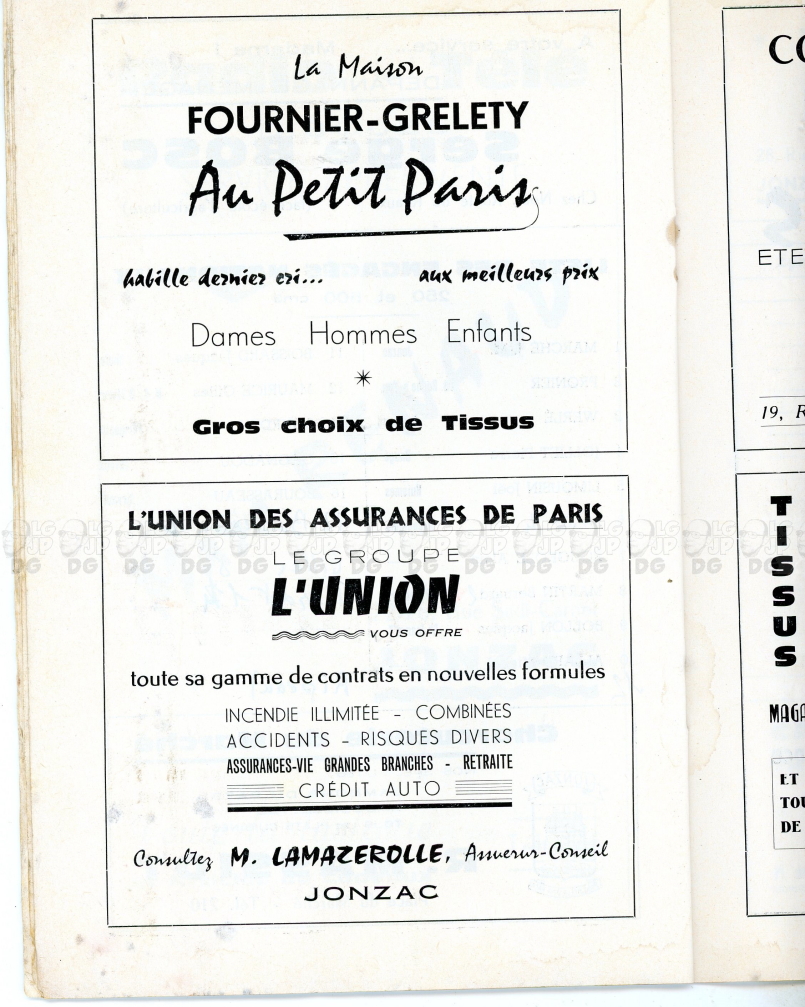 La Maison
FOURNIER-GRELETY
Au Petit Paris
habille dernier cri... aux meilleurs prix
Dames Hommes Enfants
Gros choix de Tissus
L'UNION DES ASSURANCES DE PARIS
LE GROUPE
L'UNION
VOUS OFFRE
toute sa gamme de contrats en nouvelles formules
INCENDIE ILLIMITÉE - COMBINÉES
ACCIDENTS - RISQUES DIVERS
ASSURANCES-VIE GRANDES BRANCHES - RETRAITE
CRÉDIT AUTO
Consultez M. LAMAZEROLLE, Assuerur-Conseil
JONZAC
CO
ETE
19, R
TISSUS
MAGA
ET
TOU
DE